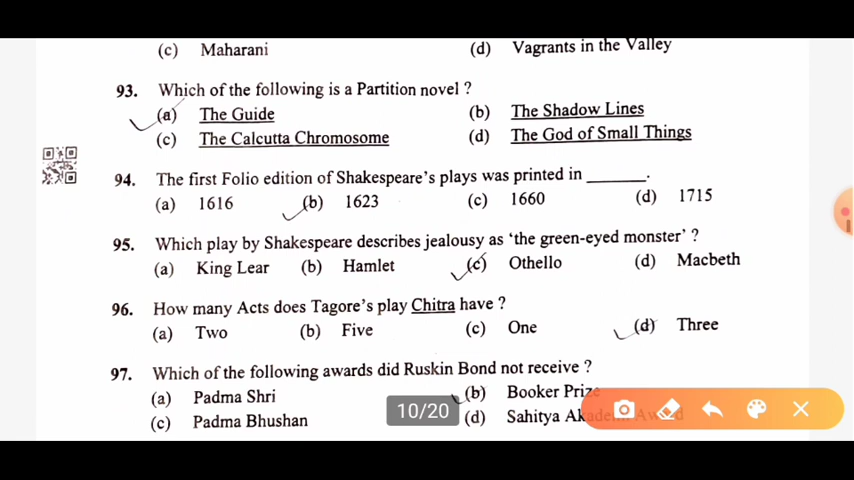 (c) Maharani (d) Vagrants in the Valley
93. Which of the following is a Partition novel ?
(a) The Guide (b) The Shadow Lines
(c) The Calcutta Chromosome (d) The God of Small Things
94. The first Folio edition of Shakespeare's plays was printed in ______.
(a) 1616 (b) 1623 (c) 1660 (d) 1715
95. Which play by Shakespeare describes jealousy as 'the green-eyed monster' ?
(a) King Lear (b) Hamlet (c) Othello (d) Macbeth
96. How many Acts does Tagore's play Chitra have ?
(a) Two (b) Five (c) One (d) Three
97. Which of the following awards did Ruskin Bond not receive ?
(a) Padma Shri (b) Booker Prize
(c) Padma Bhushan (d) Sahitya Akademi Award
10/20